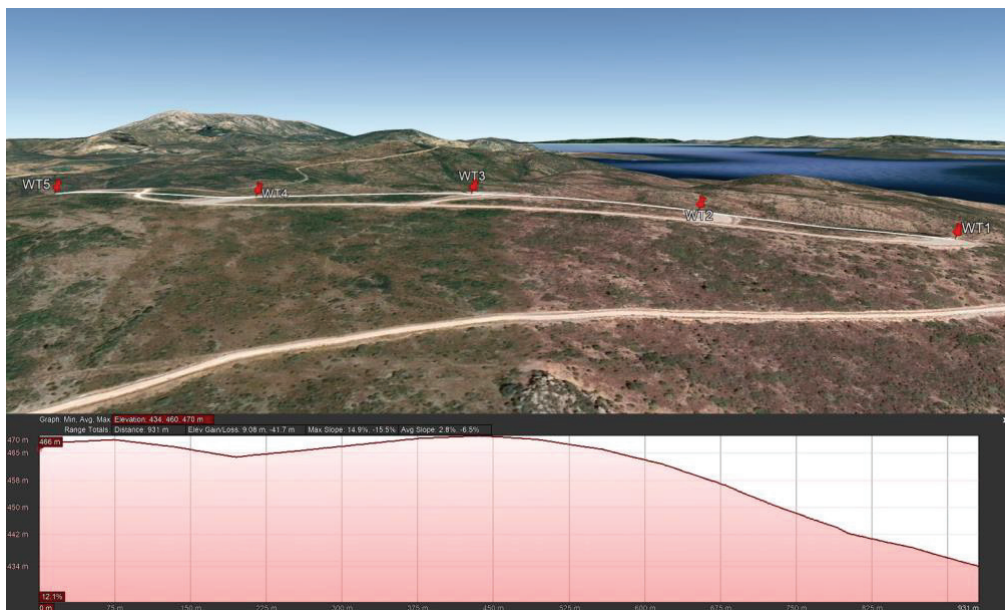 WT5
WT4
WT3
WT2
WT1
Graph: Min, Avg, Max Elevation: 434, 460, 470 m
Range Totals: Distance: 931 m Elev Gain/Loss: 9.08 m, -41.7 m Max Slope: 14.9%, -15.5% Avg Slope: 2.8%, -6.5%
470 m
466 m
465 m
458 m
450 m
442 m
434 m
12.1%
0 m 75 m 150 m 225 m 300 m 375 m 450 m 525 m 600 m 675 m 750 m 825 m 931 m